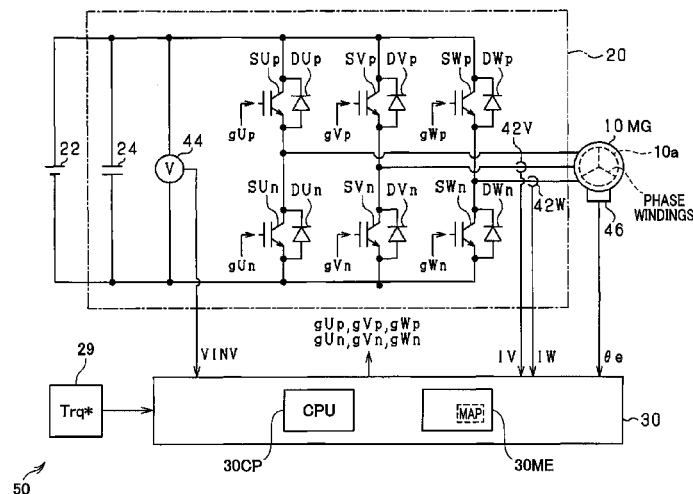 SUp DUp SVp DVp SWp DWp
20
gUp gVp gWp
42V
10 MG
10a
22 24 44
V
SUn DUn SVn DVn SWn DWn
42W
PHASE
WINDINGS
46
gUn gVn gWn
gUp,gVp,gWp
gUn,gVn,gWn
29
VINV
IV IW
θe
Trq*
CPU
MAP
30
30CP
30ME
50